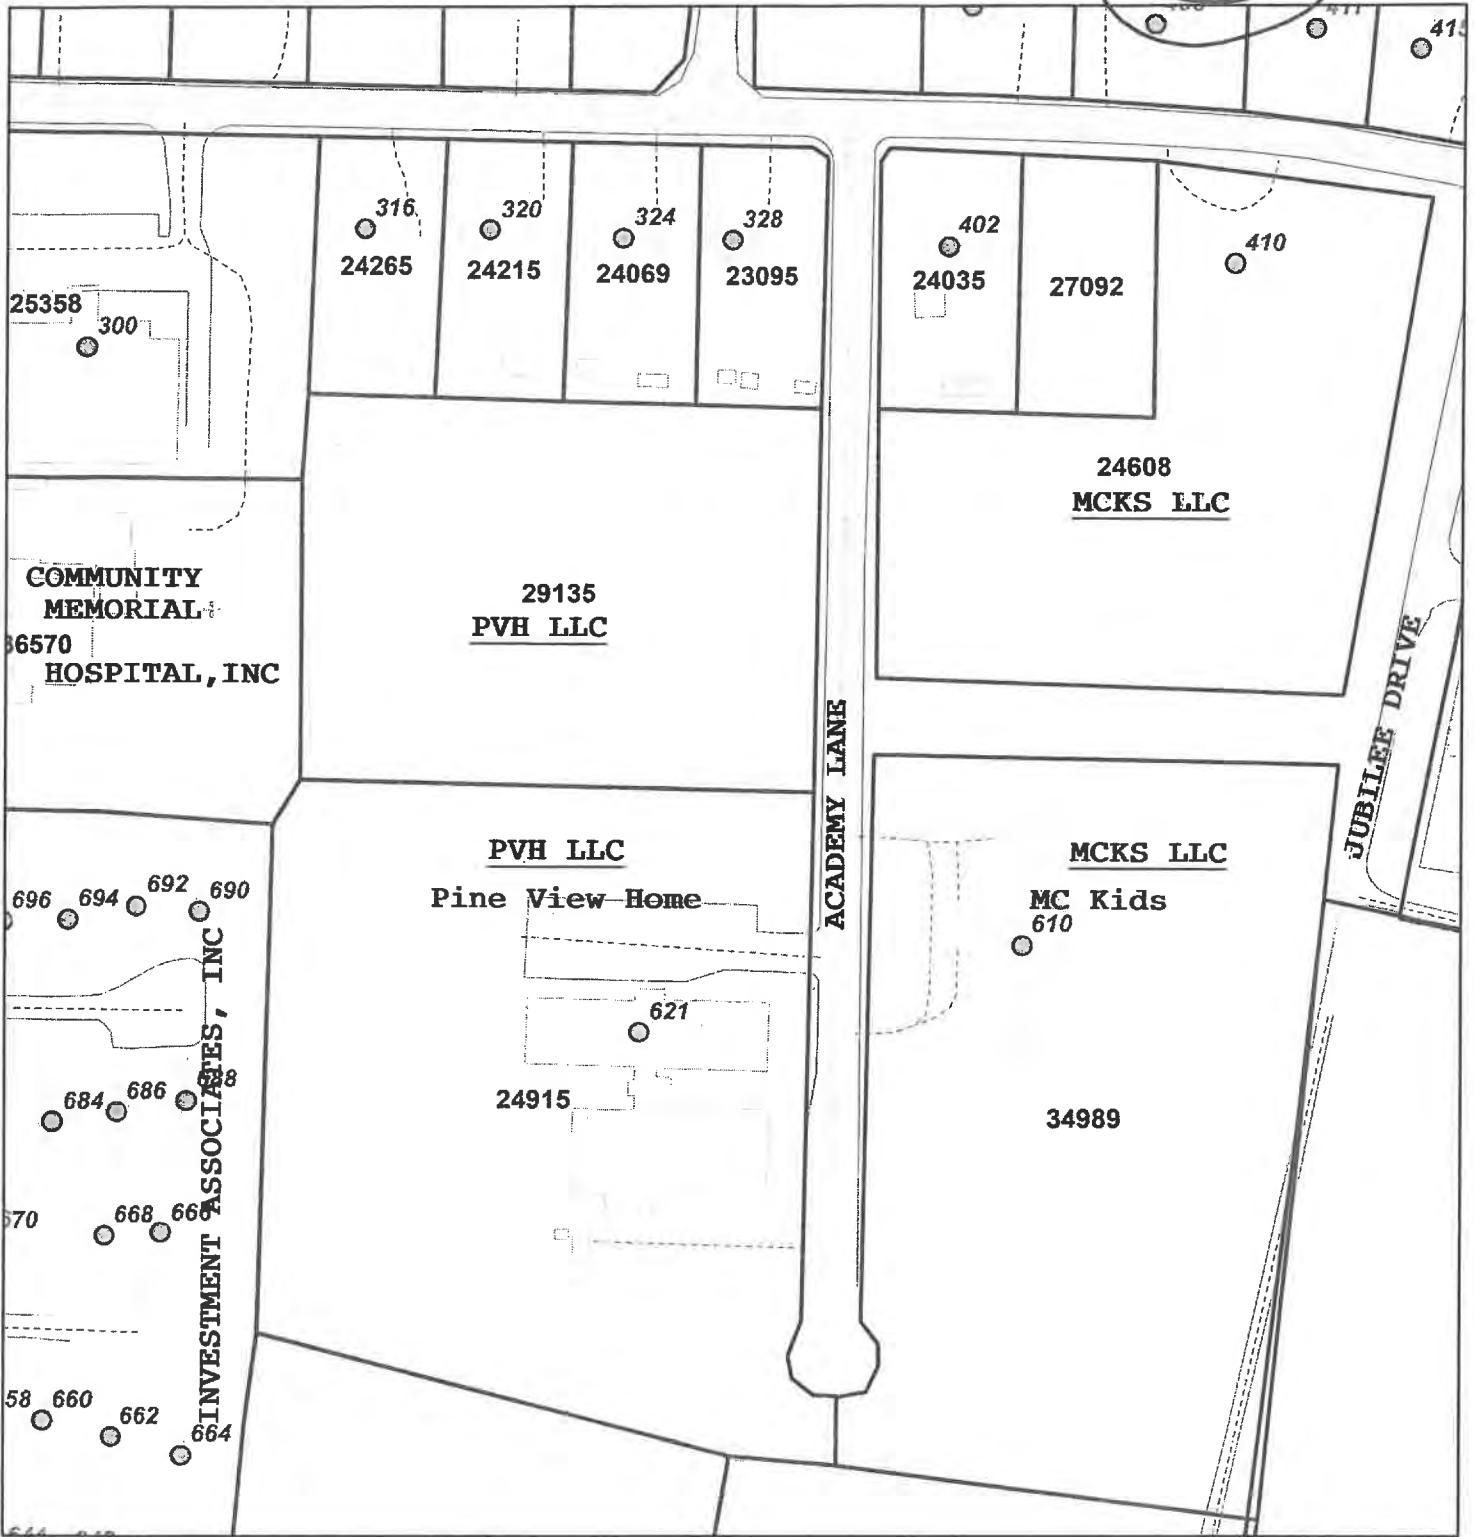 411
316
320
324
328
402
410
24265
24215
24069
23095
24035
27092
25358
300
24608
MCKS LLC
COMMUNITY
MEMORIAL
HOSPITAL, INC
29135
PVH LLC
JUBILEE DRIVE
ACADEMY LANE
PVH LLC
Pine View Home
MCKS LLC
MC Kids
610
696
694
692
690
INVESTMENT ASSOCIATES, INC
621
684
686
24915
34989
668
660
662
664